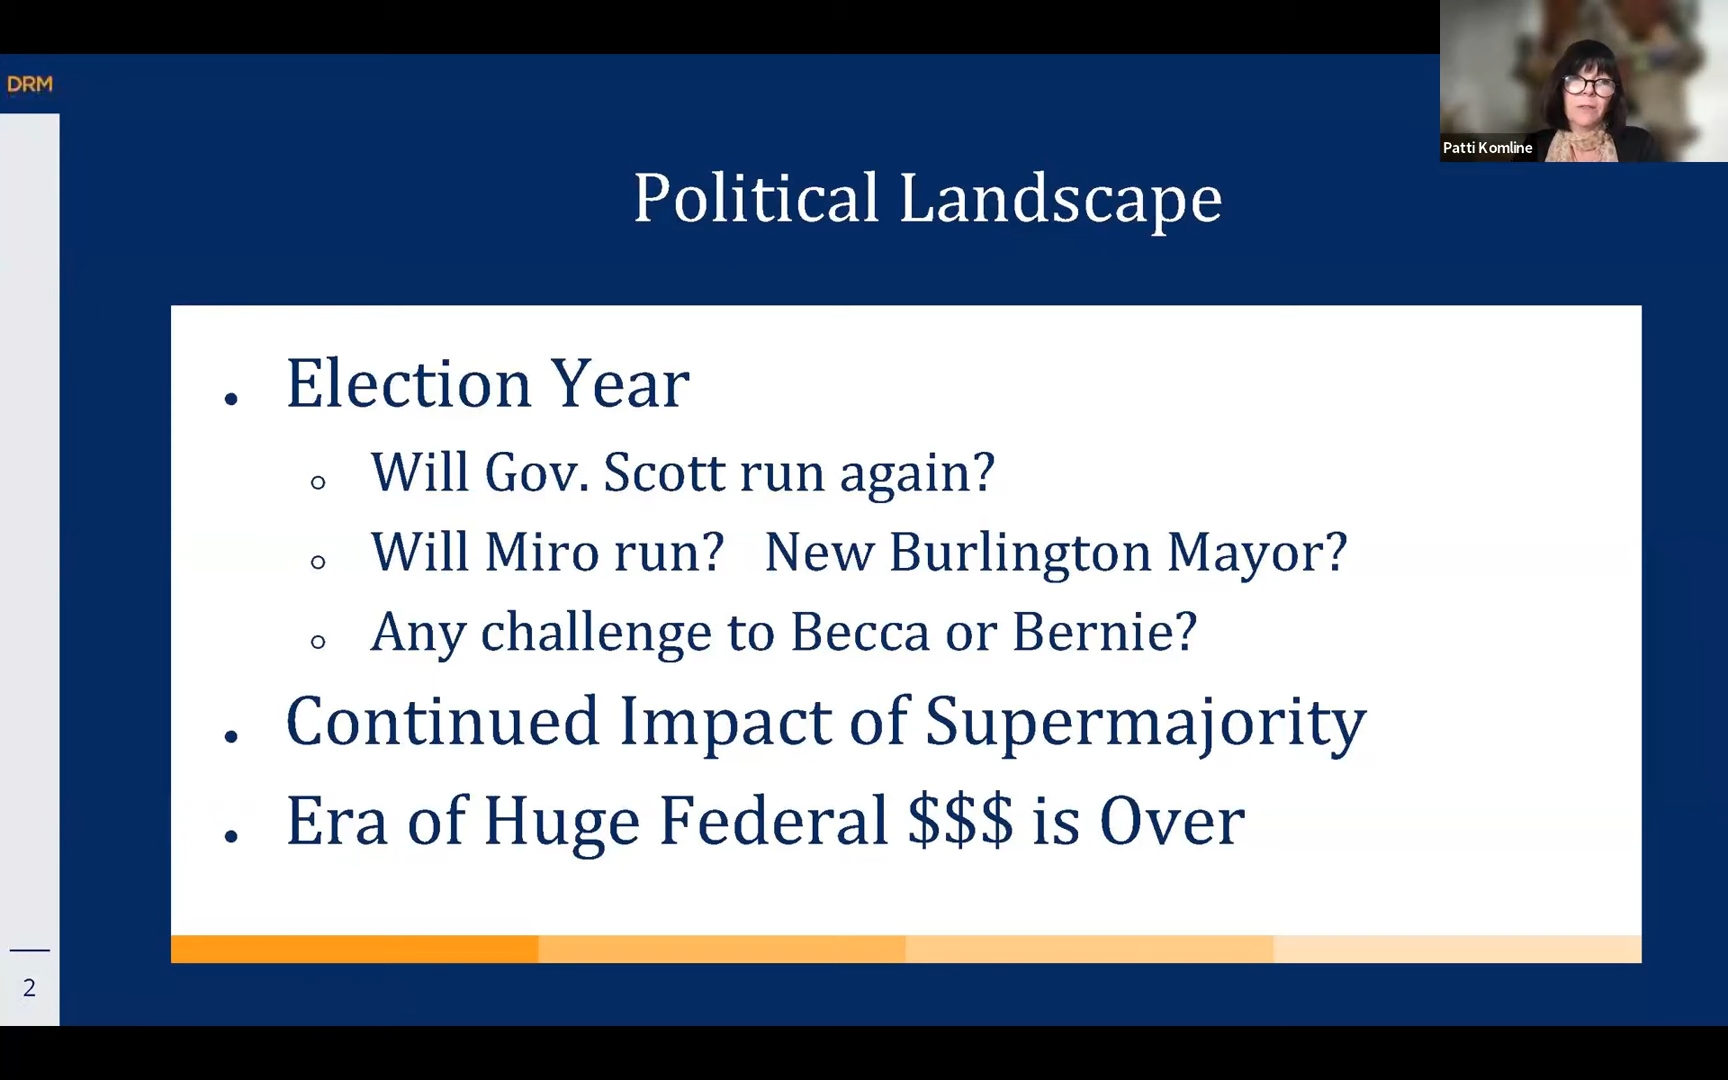 DRM
Patti Komline
Political Landscape
• Election Year
○ Will Gov. Scott run again?
○ Will Miro run? New Burlington Mayor?
○ Any challenge to Becca or Bernie?
• Continued Impact of Supermajority
• Era of Huge Federal $$$ is Over
2